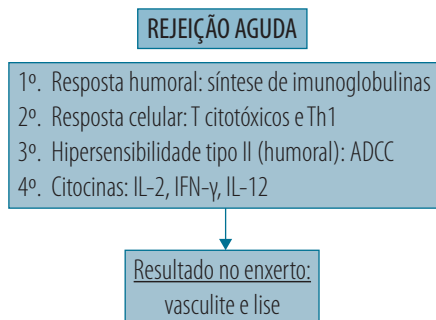 REJEIÇÃO AGUDA
1º. Resposta humoral: síntese de imunoglobulinas
2º. Resposta celular: T citotóxicos e Th1
3º. Hipersensibilidade tipo II (humoral): ADCC
4º. Citocinas: IL-2, IFN-γ, IL-12
Resultado no enxerto:
vasculite e lise